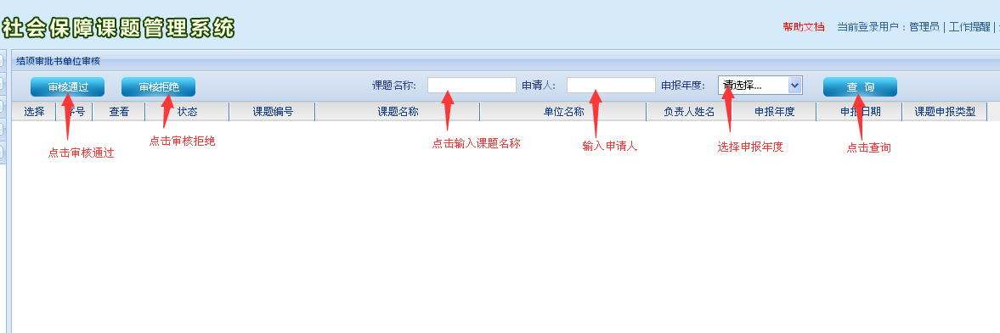 社会保障课题管理系统
帮助文档 当前登录用户：管理员 | 工作提醒 |
结项审批书单位审核
审核通过 审核拒绝 课题名称: 申请人: 申报年度: 请选择... 查 询
选择 序号 查看 状态 课题编号 课题名称 单位名称 负责人姓名 申报年度 申报日期 课题申报类型
点击审核通过 点击审核拒绝 点击输入课题名称 输入申请人 选择申报年度 点击查询